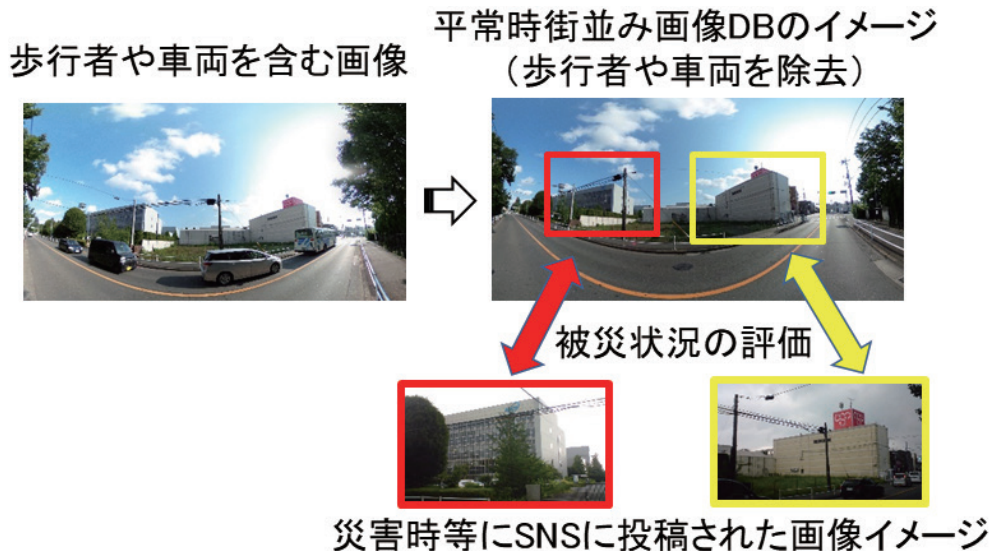 歩行者や車両を含む画像
平常時街並み画像DBのイメージ
（歩行者や車両を除去）
被災状況の評価
災害時等にSNSに投稿された画像イメージ